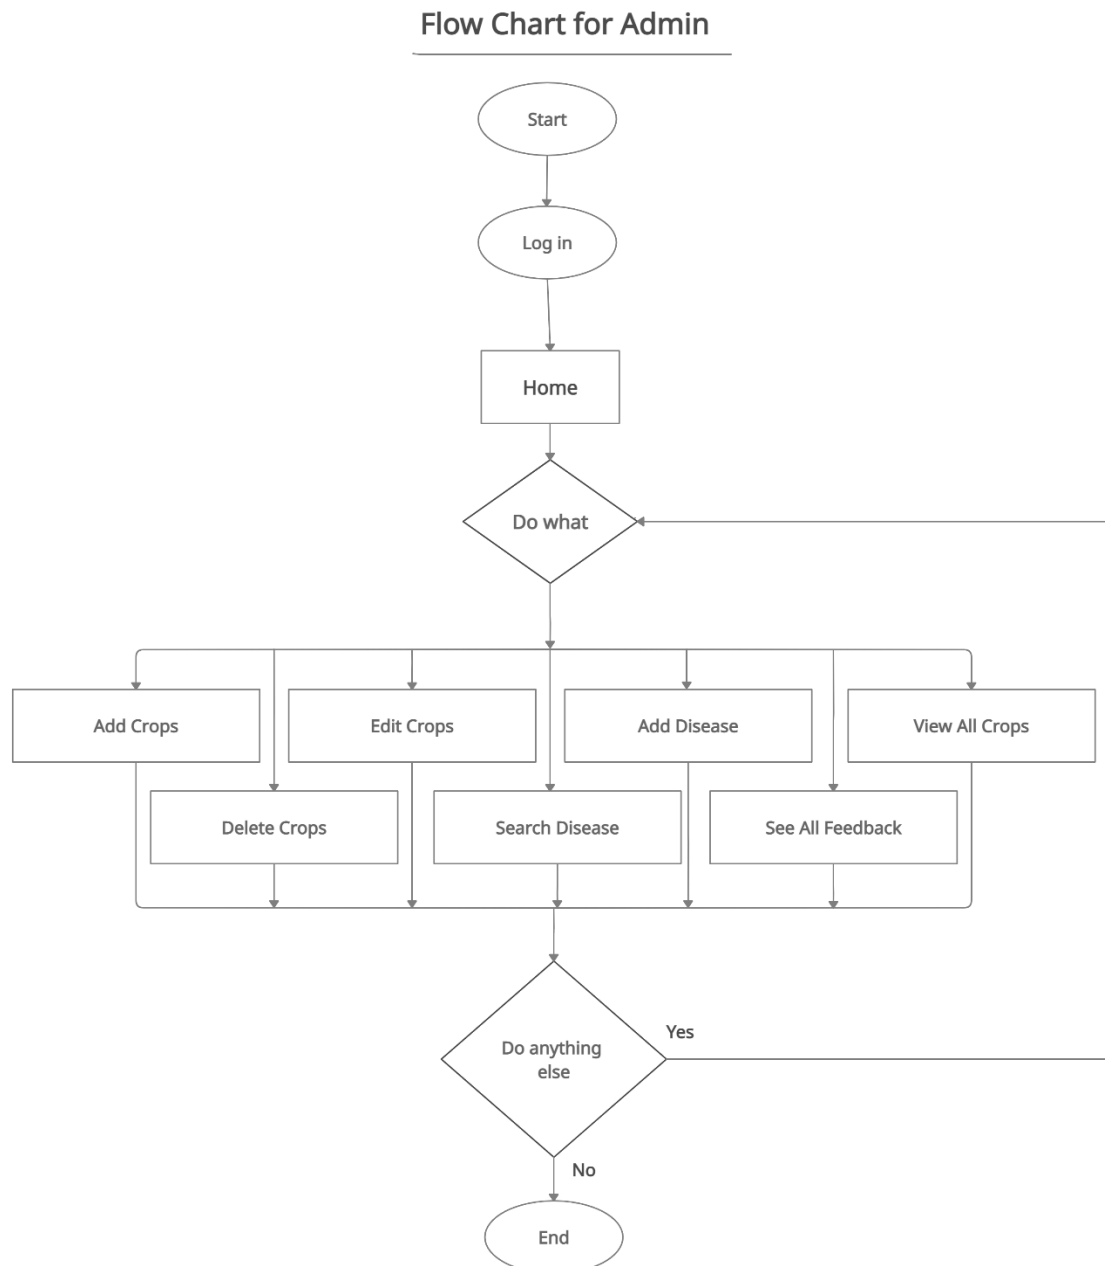 Flow Chart for Admin
Start
Log in
Home
Do what
Add Crops
Edit Crops
Add Disease
View All Crops
Delete Crops
Search Disease
See All Feedback
Do anything
else
Yes
No
End